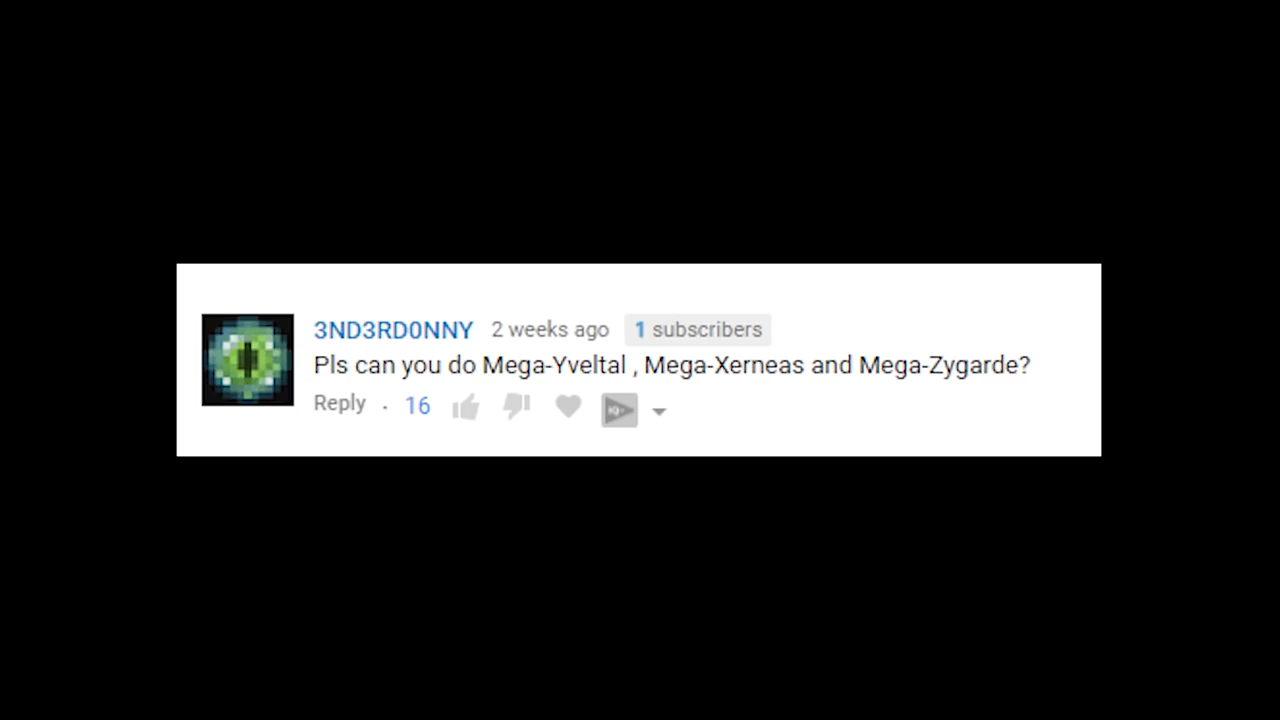 3ND3RD0NNY 2 weeks ago 1 subscribers
Pls can you do Mega-Yveltal , Mega-Xerneas and Mega-Zygarde?
Reply . 16